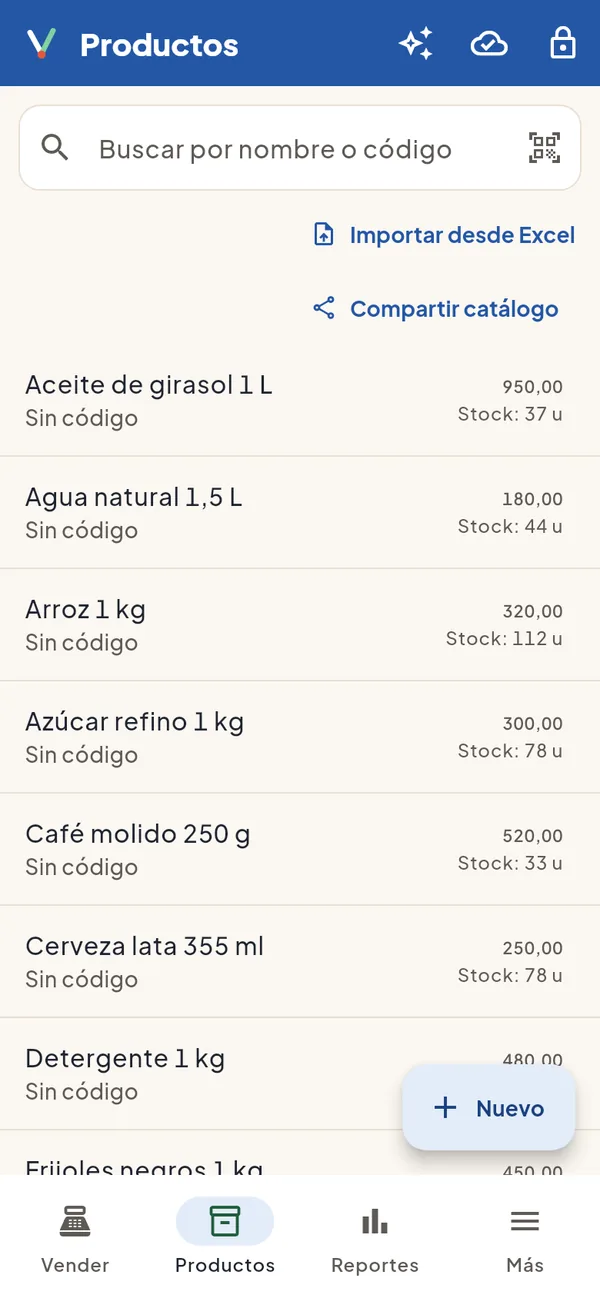 Productos
Buscar por nombre o código
Importar desde Excel
Compartir catálogo
Aceite de girasol 1 L
950,00
Sin código
Stock: 37 u
Agua natural 1,5 L
180,00
Sin código
Stock: 44 u
Arroz 1 kg
320,00
Sin código
Stock: 112 u
Azúcar refino 1 kg
300,00
Sin código
Stock: 78 u
Café molido 250 g
520,00
Sin código
Stock: 33 u
Cerveza lata 355 ml
250,00
Sin código
Stock: 78 u
Detergente 1 kg
480,00
Sin código
Nuevo
Frijoles negros 1 kg
450,00
Vender
Productos
Reportes
Más